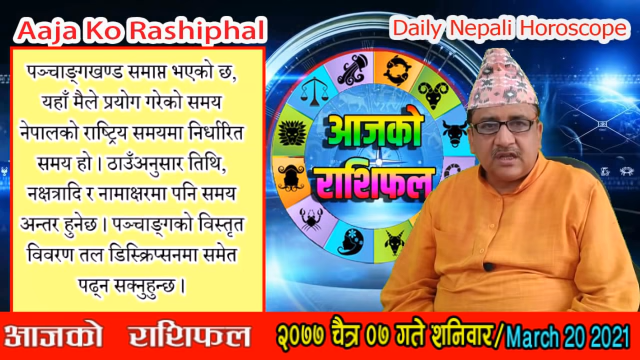 Aaja Ko Rashiphal
Daily Nepali Horoscope
पञ्चाङ्गखण्ड समाप्त भएको छ,
यहाँ मैले प्रयोग गरेको समय
नेपालको राष्ट्रिय समयमा निर्धारित
समय हो । ठाउँअनुसार तिथि,
नक्षत्रादि र नामाक्षरमा पनि समय
अन्तर हुनेछ । पञ्चाङ्गको विस्तृत
विवरण तल डिस्क्रिप्सनमा समेत
पढ्न सक्नुहुन्छ ।
आजको
राशिफल
आजको राशिफल
२०७७ चैत्र ०७ गते शनिवार/March 20 2021